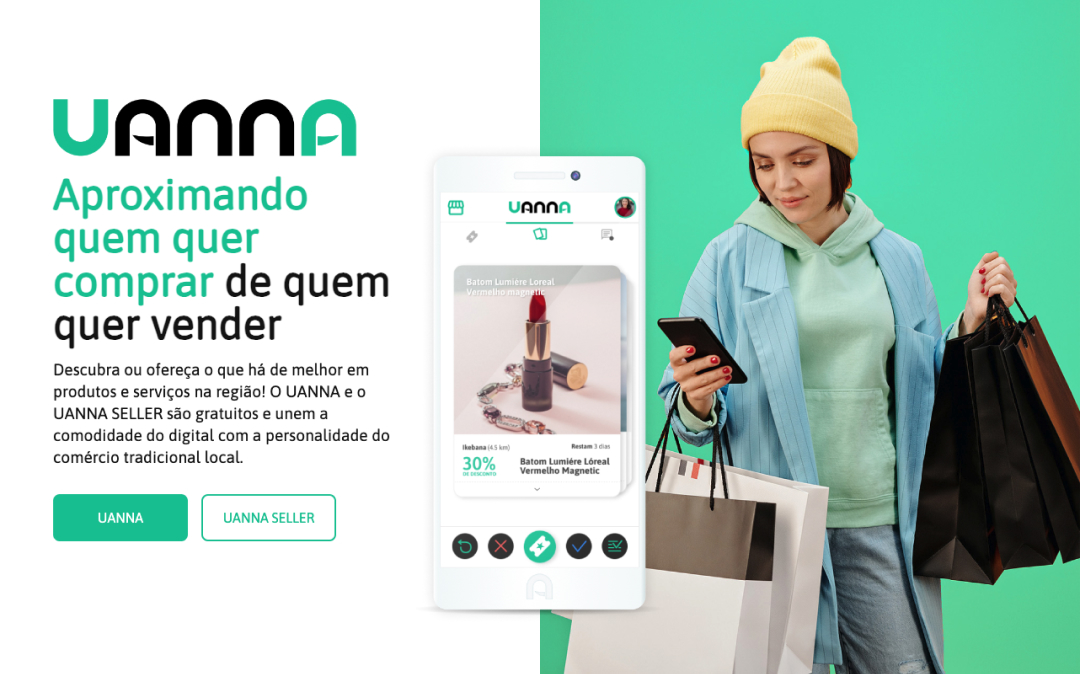 UANNA
Aproximando
quem quer
comprar de quem
quer vender
Descubra ou ofereça o que há de melhor em
produtos e serviços na região! O UANNA e o
UANNA SELLER são gratuitos e unem a
comodidade do digital com a personalidade do
comércio tradicional local.
UANNA
UANNA SELLER
UANNA
Batom Lumiére Loreal
Vermelho magnetic
Ikebana (4.5 km)
Restam 3 dias
30%
DE DESCONTO
Batom Lumiére Lóreal
Vermelho Magnetic